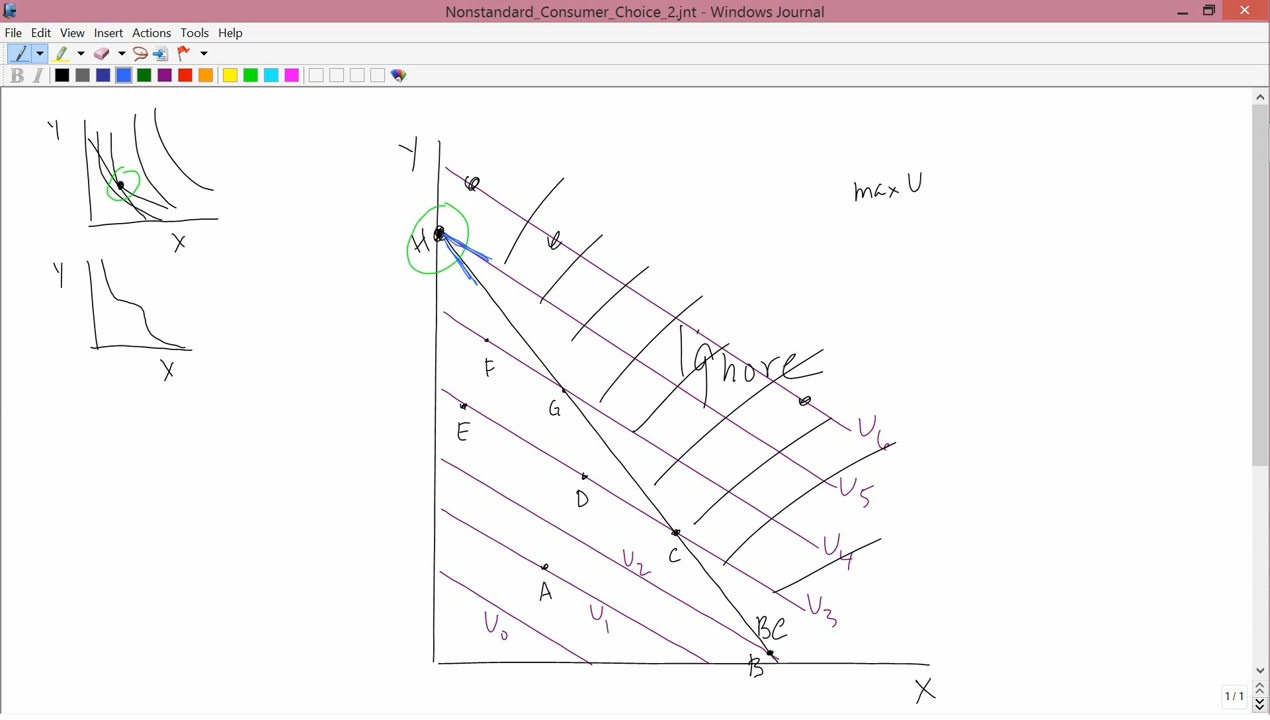 Nonstandard_Consumer_Choice_2.jnt - Windows Journal
File Edit View Insert Actions Tools Help
B I
Y
X
Y
X
Y
max U
H
Ignore
F
G
E
D
C
A
U6
U5
U4
U3
U2
U1
U0
BC
B
X
1 / 1